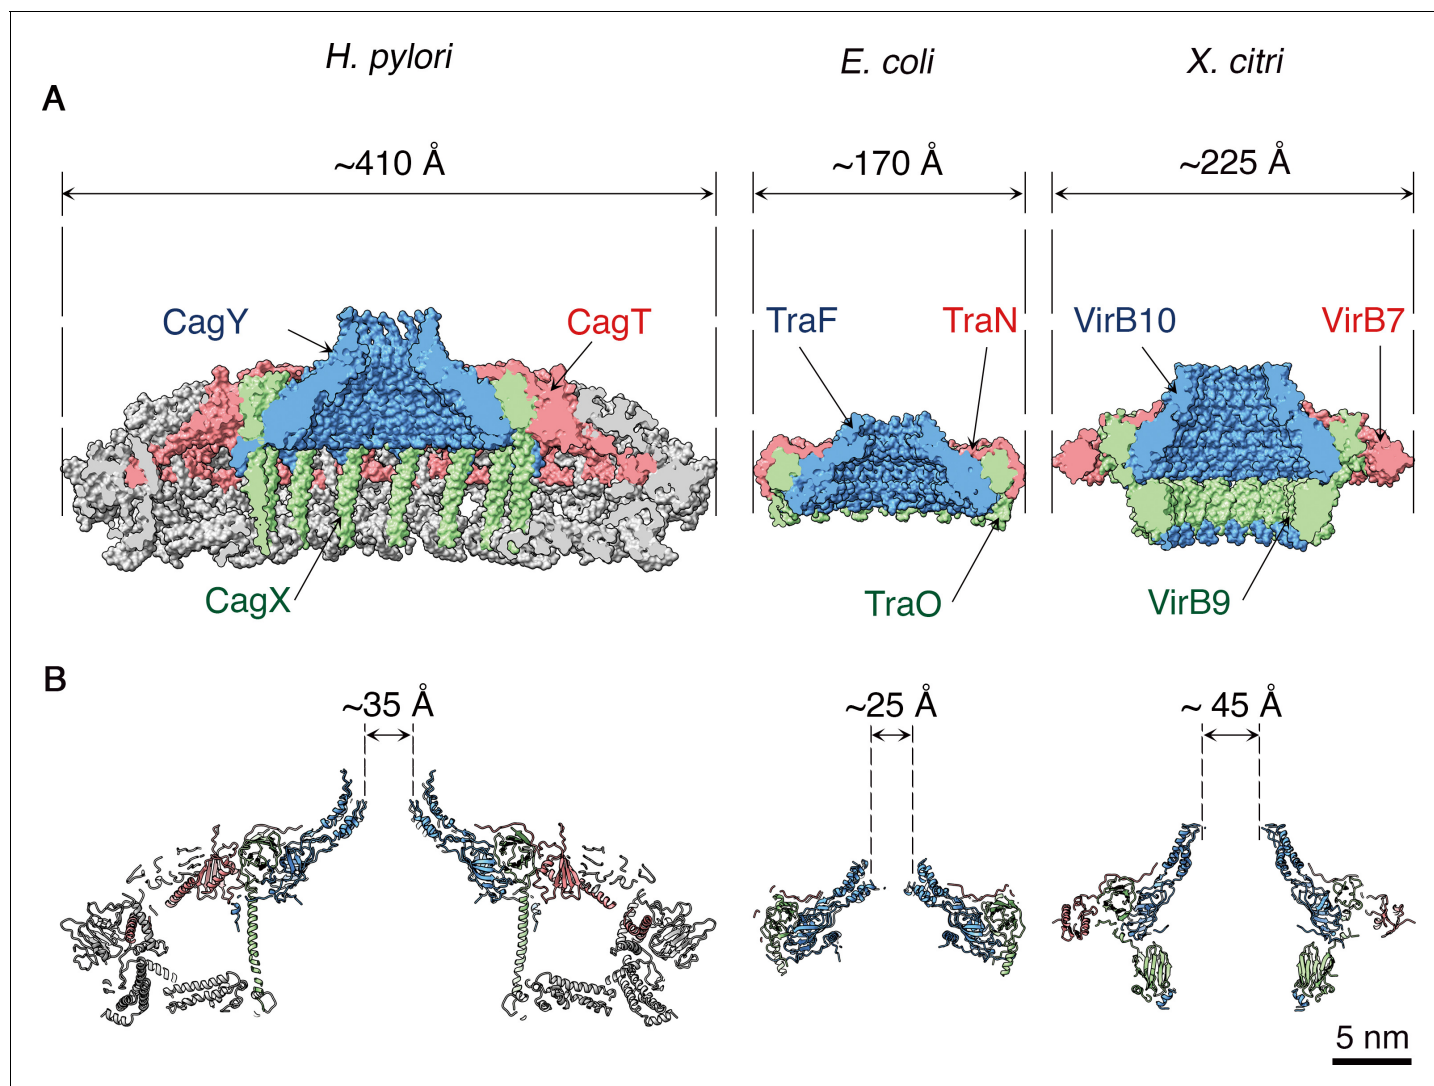 H. pylori
E. coli
X. citri
A
~410 Å
~170 Å
~225 Å
CagY
CagT
TraF
TraN
VirB10
VirB7
CagX
TraO
VirB9
B
~35 Å
~25 Å
~ 45 Å
5 nm